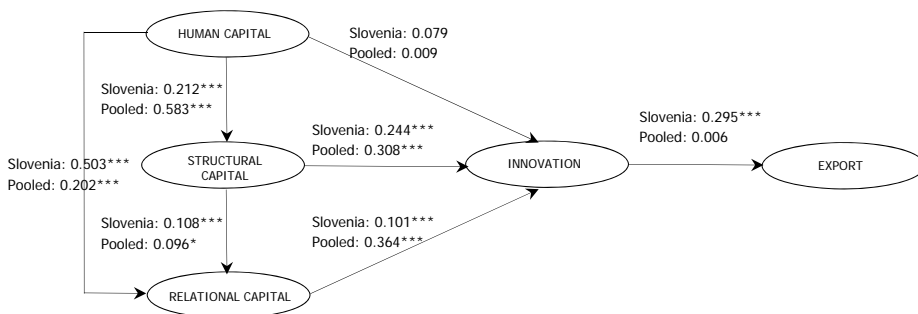 HUMAN CAPITAL
Slovenia: 0.079
Pooled: 0.009
Slovenia: 0.212***
Pooled: 0.583***
Slovenia: 0.244***
Pooled: 0.308***
Slovenia: 0.295***
Pooled: 0.006
Slovenia: 0.503***
Pooled: 0.202***
STRUCTURAL
CAPITAL
INNOVATION
EXPORT
Slovenia: 0.108***
Pooled: 0.096*
Slovenia: 0.101***
Pooled: 0.364***
RELATIONAL CAPITAL